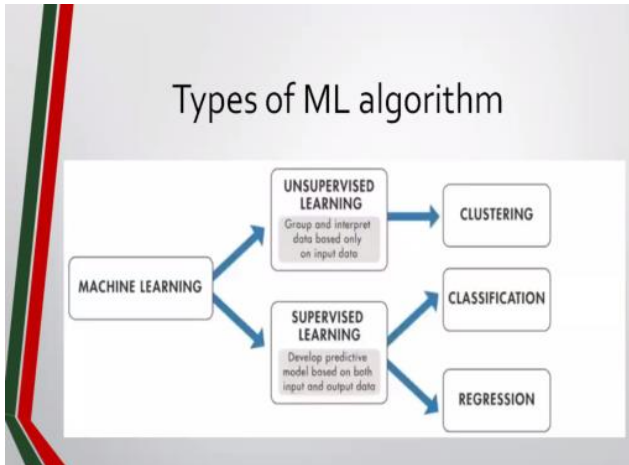 Types of ML algorithm
UNSUPERVISED
LEARNING
Group and interpret
data based only
on input data
CLUSTERING
MACHINE LEARNING
SUPERVISED
LEARNING
Develop predictive
model based on both
input and output data
CLASSIFICATION
REGRESSION